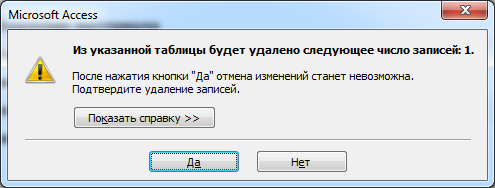 Microsoft Access
Из указанной таблицы будет удалено следующее число записей: 1.
После нажатия кнопки "Да" отмена изменений станет невозможна.
Подтвердите удаление записей.
Показать справку >>
Да
Нет